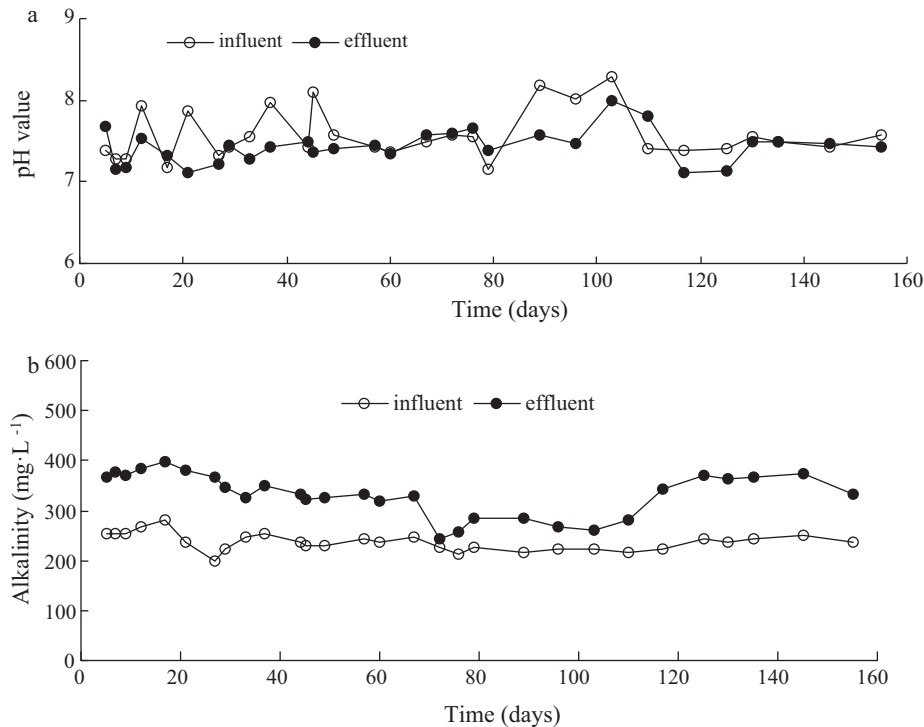 a
9
8
7
6
pH value
influent effluent
0 20 40 60 80 100 120 140 160
Time (days)
b
600
500
400
300
200
100
0
Alkalinity (mg·L⁻¹)
influent effluent
0 20 40 60 80 100 120 140 160
Time (days)